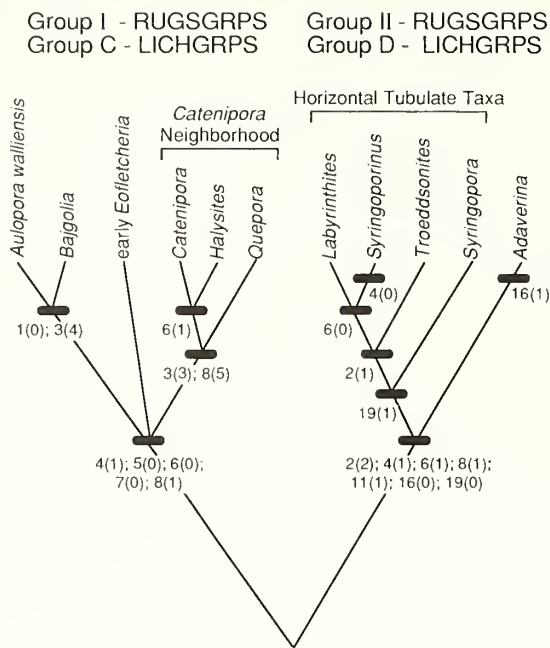 Group I - RUGSGRPS
Group C - LICHGRPS
Group II - RUGSGRPS
Group D - LICHGRPS
Catenipora
Neighborhood
Horizontal Tubulate Taxa
Aulopora walliensis
Bajgolia
early Eofletcheria
Catenipora
Halysites
Quepora
Labyrinthites
Syringoporinus
Troeddsonites
Syringopora
Adaverina
4(0)
16(1)
1(0); 3(4)
6(1)
6(0)
3(3); 8(5)
2(1)
19(1)
4(1); 5(0); 6(0);
7(0); 8(1)
2(2); 4(1); 6(1); 8(1);
11(1); 16(0); 19(0)